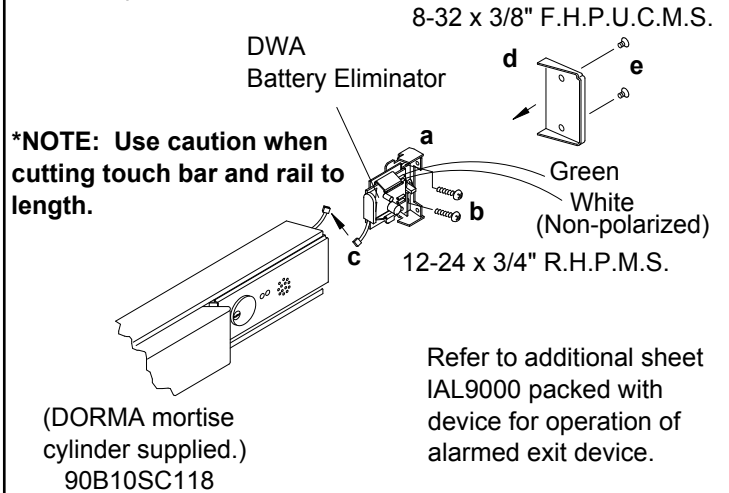 8-32 x 3/8" F.H.P.U.C.M.S.
DWA
Battery Eliminator
d
e
*NOTE: Use caution when
cutting touch bar and rail to
length.
a
Green
White
(Non-polarized)
b
c
12-24 x 3/4" R.H.P.M.S.
Refer to additional sheet
IAL9000 packed with
device for operation of
alarmed exit device.
(DORMA mortise
cylinder supplied.)
90B10SC118